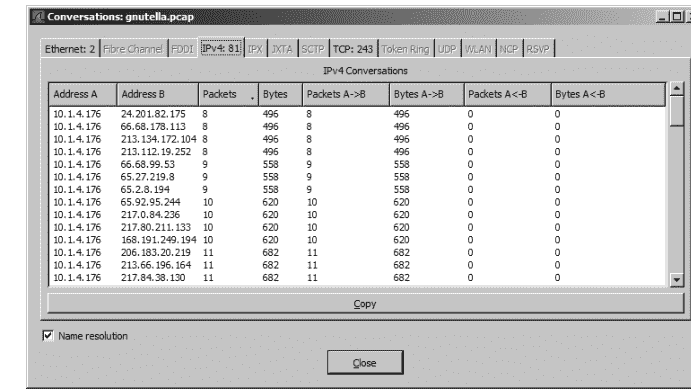 Conversations: gnutella.pcap
Ethernet: 2 Fibre Channel FDDI IPv4: 81 IPX JXTA SCTP TCP: 243 Token Ring UDP WLAN NCP RSVP
IPv4 Conversations
Address A Address B Packets Bytes Packets A->B Bytes A->B Packets A<-B Bytes A<-B
10.1.4.176 24.201.82.175 8 496 8 496 0 0
10.1.4.176 66.68.178.113 8 496 8 496 0 0
10.1.4.176 213.134.172.104 8 496 8 496 0 0
10.1.4.176 213.112.19.252 8 496 8 496 0 0
10.1.4.176 66.68.99.53 9 558 9 558 0 0
10.1.4.176 65.27.219.8 9 558 9 558 0 0
10.1.4.176 65.2.8.194 9 558 9 558 0 0
10.1.4.176 65.92.95.244 10 620 10 620 0 0
10.1.4.176 217.0.84.236 10 620 10 620 0 0
10.1.4.176 217.80.211.133 10 620 10 620 0 0
10.1.4.176 168.191.249.194 10 620 10 620 0 0
10.1.4.176 206.183.20.219 11 682 11 682 0 0
10.1.4.176 213.66.196.164 11 682 11 682 0 0
10.1.4.176 217.84.38.130 11 682 11 682 0 0
Copy
Name resolution
Close